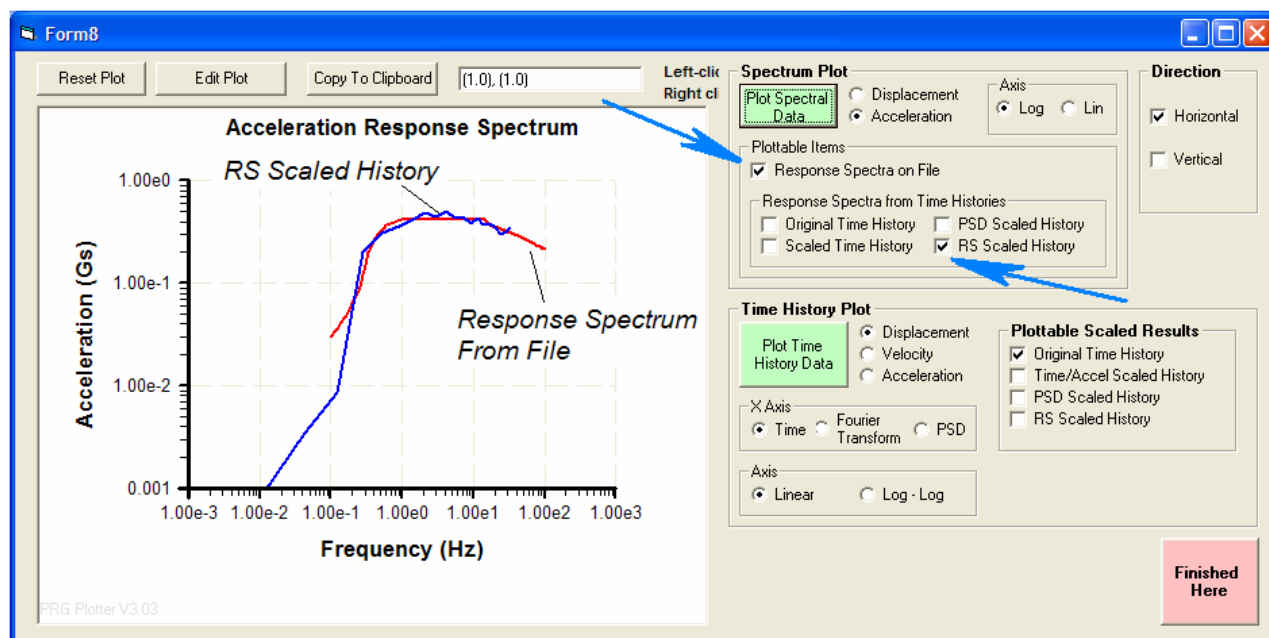 Form8
Reset Plot
Edit Plot
Copy To Clipboard
(1.0), (1.0)
Left-clic
Right cli
Acceleration Response Spectrum
RS Scaled History
1.00e0
1.00e-1
1.00e-2
0.001
Acceleration (Gs)
Response Spectrum
From File
1.00e-3 1.00e-2 1.00e-1 1.00e0 1.00e1 1.00e2 1.00e3
Frequency (Hz)
PRG Plotter V3.03
Spectrum Plot
Plot Spectral
Data
Displacement
Acceleration
Axis
Log Lin
Plottable Items
Response Spectra on File
Response Spectra from Time Histories
Original Time History PSD Scaled History
Scaled Time History RS Scaled History
Direction
Horizontal
Vertical
Time History Plot
Plot Time
History Data
Displacement
Velocity
Acceleration
X Axis
Time Fourier
Transform PSD
Axis
Linear Log - Log
Plottable Scaled Results
Original Time History
Time/Accel Scaled History
PSD Scaled History
RS Scaled History
Finished
Here